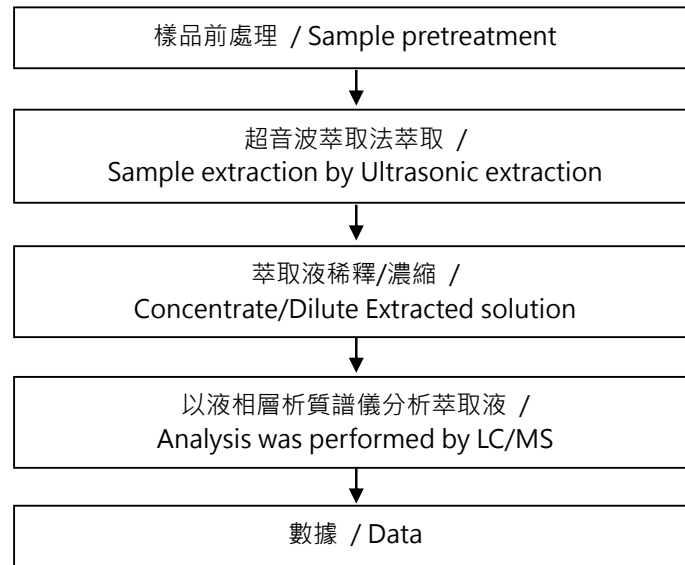 樣品前處理 / Sample pretreatment
超音波萃取法萃取 /
Sample extraction by Ultrasonic extraction
萃取液稀釋/濃縮 /
Concentrate/Dilute Extracted solution
以液相層析質譜儀分析萃取液 /
Analysis was performed by LC/MS
數據 / Data